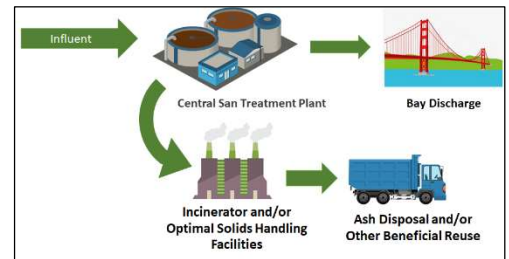 Influent
Central San Treatment Plant
Bay Discharge
Incinerator and/or
Optimal Solids Handling
Facilities
Ash Disposal and/or
Other Beneficial Reuse